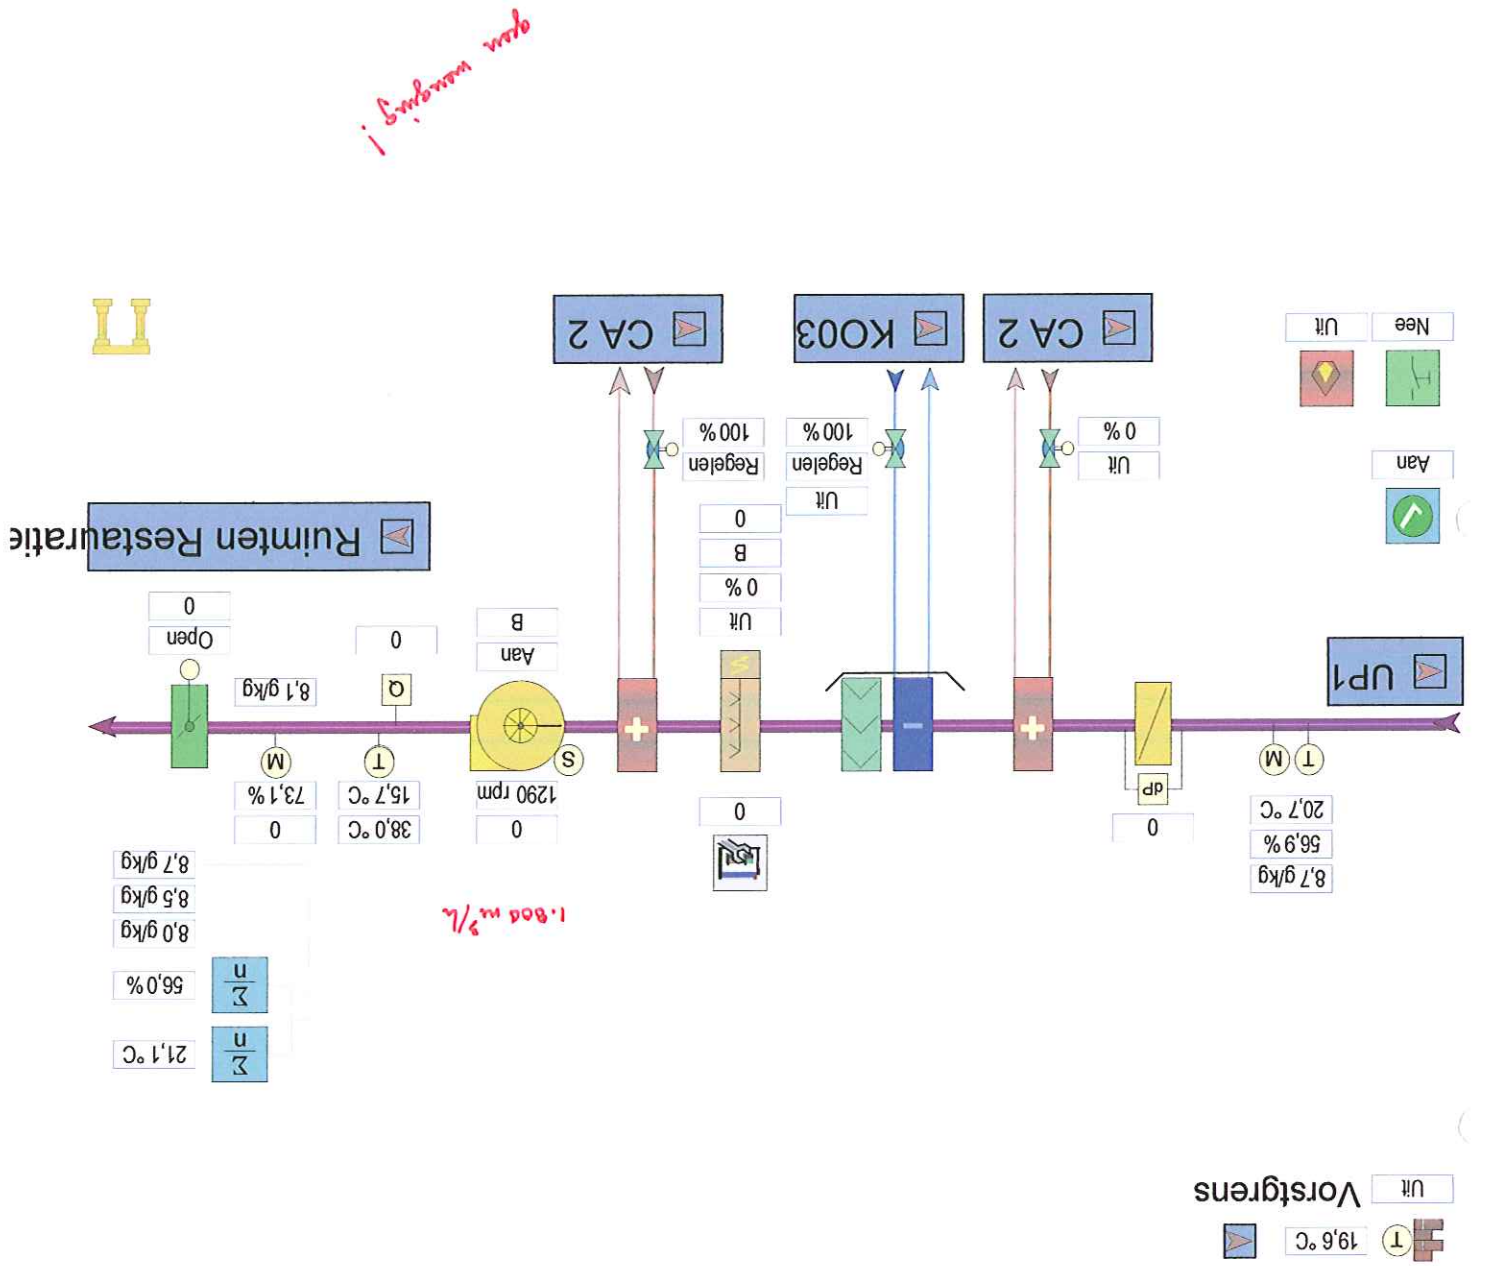 T 19,6 °C
Uit Vorstgrens
Σ/n 21,1 °C
Σ/n 56,0 %
8,0 g/kg
8,5 g/kg
8,7 g/kg
1.800 m³/h
8,7 g/kg
56,9 %
20,7 °C
T M
0
dP
0
0
1290 rpm
S
38,0 °C
15,7 °C
T
0
73,1 %
M
UP1
Uit
0 %
B
0
Aan
B
Q
0
8,1 g/kg
Open
0
Ruimten Restauratie
Aan
Nee
Uit
Uit
0 %
CA 2
Uit
Regelen
100 %
KO03
Regelen
100 %
CA 2
geen menging !